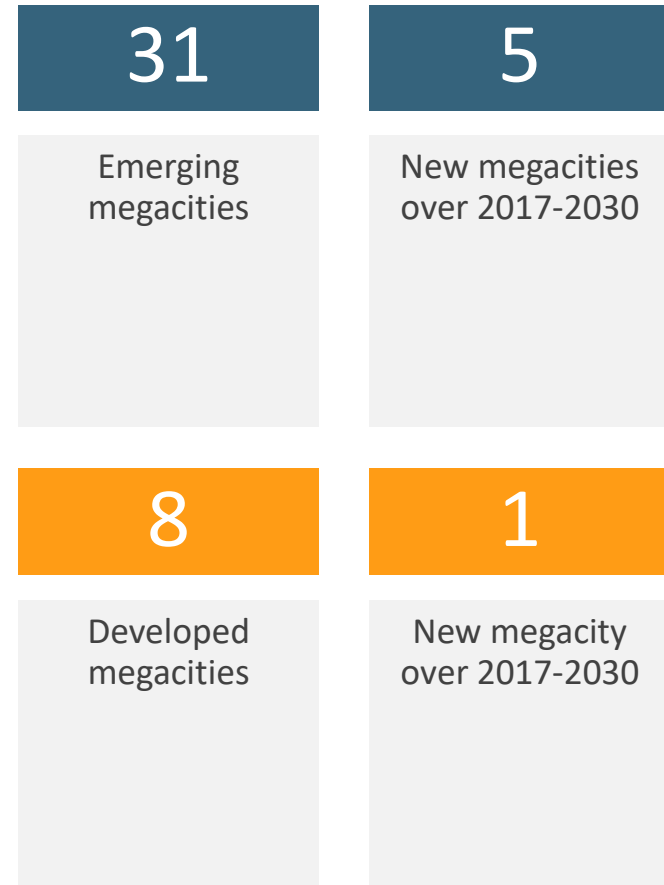 31
Emerging
megacities
5
New megacities
over 2017-2030
8
Developed
megacities
1
New megacity
over 2017-2030